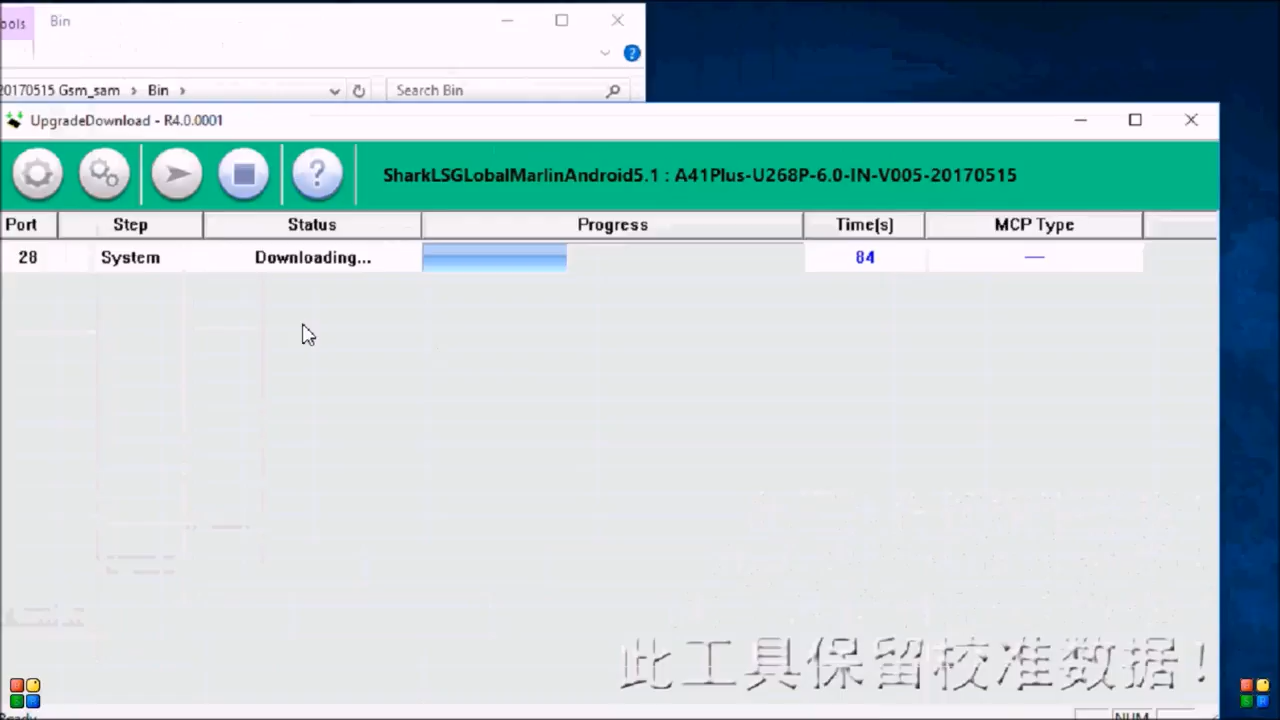 ools Bin
20170515 Gsm_sam Bin Search Bin
UpgradeDownload - R4.0.0001
SharkLSGLobalMarlinAndroid5.1 : A41Plus-U268P-6.0-IN-V005-20170515
Port Step Status Progress Time(s) MCP Type
28 System Downloading... 84 —
此工具保留校准数据!
Ready NUM